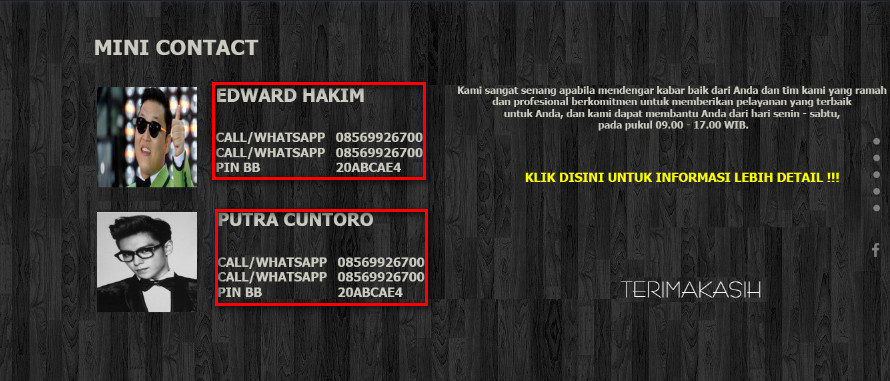 MINI CONTACT
EDWARD HAKIM
CALL/WHATSAPP 08569926700
CALL/WHATSAPP 08569926700
PIN BB 20ABCAE4
PUTRA CUNTORO
CALL/WHATSAPP 08569926700
CALL/WHATSAPP 08569926700
PIN BB 20ABCAE4
Kami sangat senang apabila mendengar kabar baik dari Anda dan tim kami yang ramah
dan profesional berkomitmen untuk memberikan pelayanan yang terbaik
untuk Anda, dan kami dapat membantu Anda dari hari senin - sabtu,
pada pukul 09.00 - 17.00 WIB.
KLIK DISINI UNTUK INFORMASI LEBIH DETAIL !!!
TERIMAKASIH